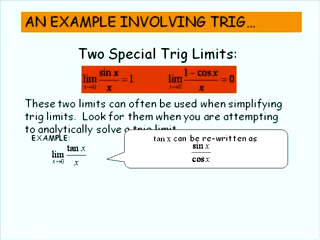 AN EXAMPLE INVOLVING TRIG…
Two Special Trig Limits:
lim x→0 sin x / x = 1    lim x→0 1 − cos x / x = 0
These two limits can often be used when simplifying
trig limits. Look for them when you are attempting
to analytically solve a trig limit
EXAMPLE:
lim x→0 tan x / x
tan x can be re-written as
sin x / cos x